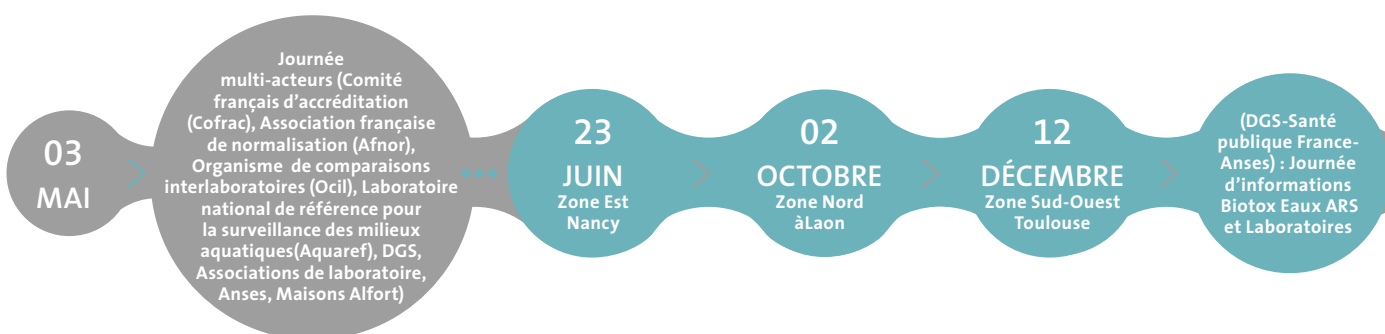 03
MAI
Journée
multi-acteurs (Comité
français d’accréditation
(Cofrac), Association française
de normalisation (Afnor),
Organisme de comparaisons
interlaboratoires (Ocil), Laboratoire
national de référence pour
la surveillance des milieux
aquatiques(Aquaref), DGS,
Associations de laboratoire,
Anses, Maisons Alfort)
23
JUIN
Zone Est
Nancy
02
OCTOBRE
Zone Nord
àLaon
12
DÉCEMBRE
Zone Sud-Ouest
Toulouse
(DGS-Santé
publique France-
Anses) : Journée
d’informations
Biotox Eaux ARS
et Laboratoires